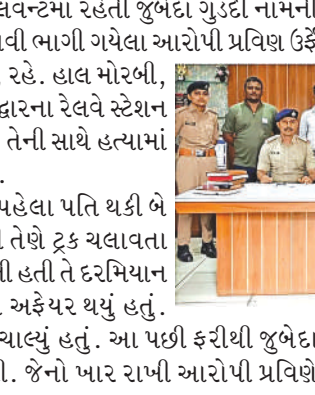 લવન્ટમાં રહેતી જુબેદા ગુડદી નામની
વી ભાગી ગયેલા આરોપી પ્રવિણ ઉર્ફે
રહે. હાલ મોરબી,
દ્વારના રેલવે સ્ટેશન
તેની સાથે હત્યામાં
.
પહેલા પતિ થકી બે
તેણે ટ્રક ચલાવતા
ની હતી તે દરમિયાન
અફેયર થયું હતું.
ચાલ્યું હતું. આ પછી ફરીથી જુબેદા
ી. જેનો ખાર રાખી આરોપી પ્રવિણે